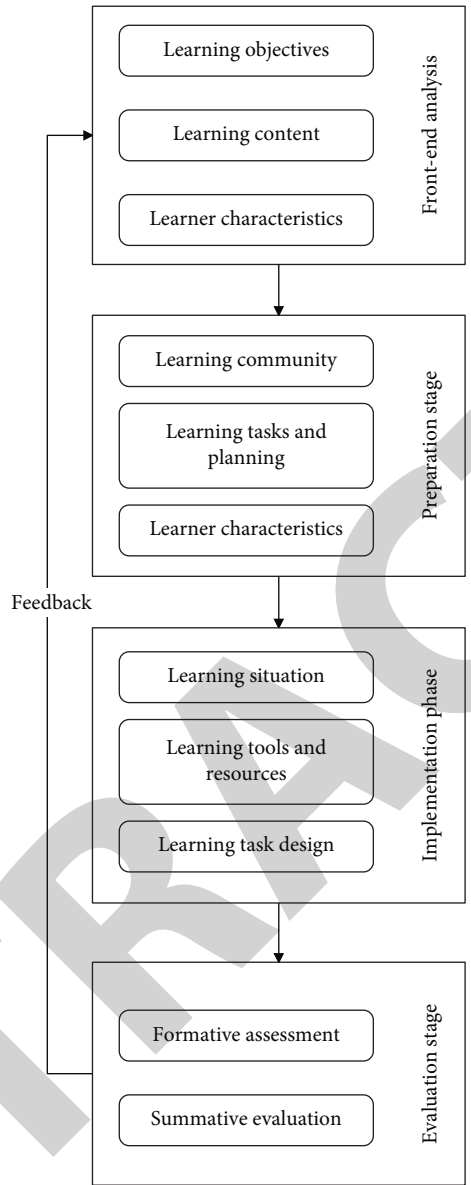 Learning objectives
Learning content
Learner characteristics
Front-end analysis
Learning community
Learning tasks and
planning
Learner characteristics
Preparation stage
Feedback
Learning situation
Learning tools and
resources
Learning task design
Implementation phase
Formative assessment
Summative evaluation
Evaluation stage
TRACT